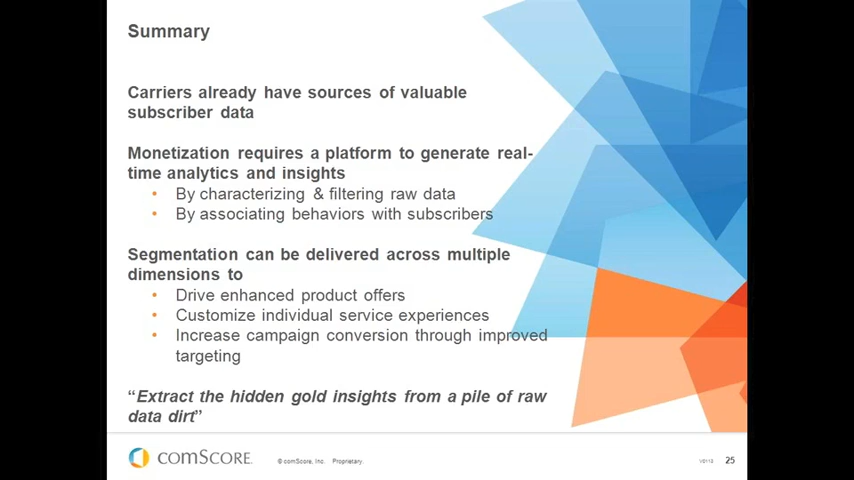 Summary
Carriers already have sources of valuable
subscriber data
Monetization requires a platform to generate real-
time analytics and insights
• By characterizing & filtering raw data
• By associating behaviors with subscribers
Segmentation can be delivered across multiple
dimensions to
• Drive enhanced product offers
• Customize individual service experiences
• Increase campaign conversion through improved
targeting
“Extract the hidden gold insights from a pile of raw
data dirt”
comSCORE. © comScore, Inc. Proprietary. 25